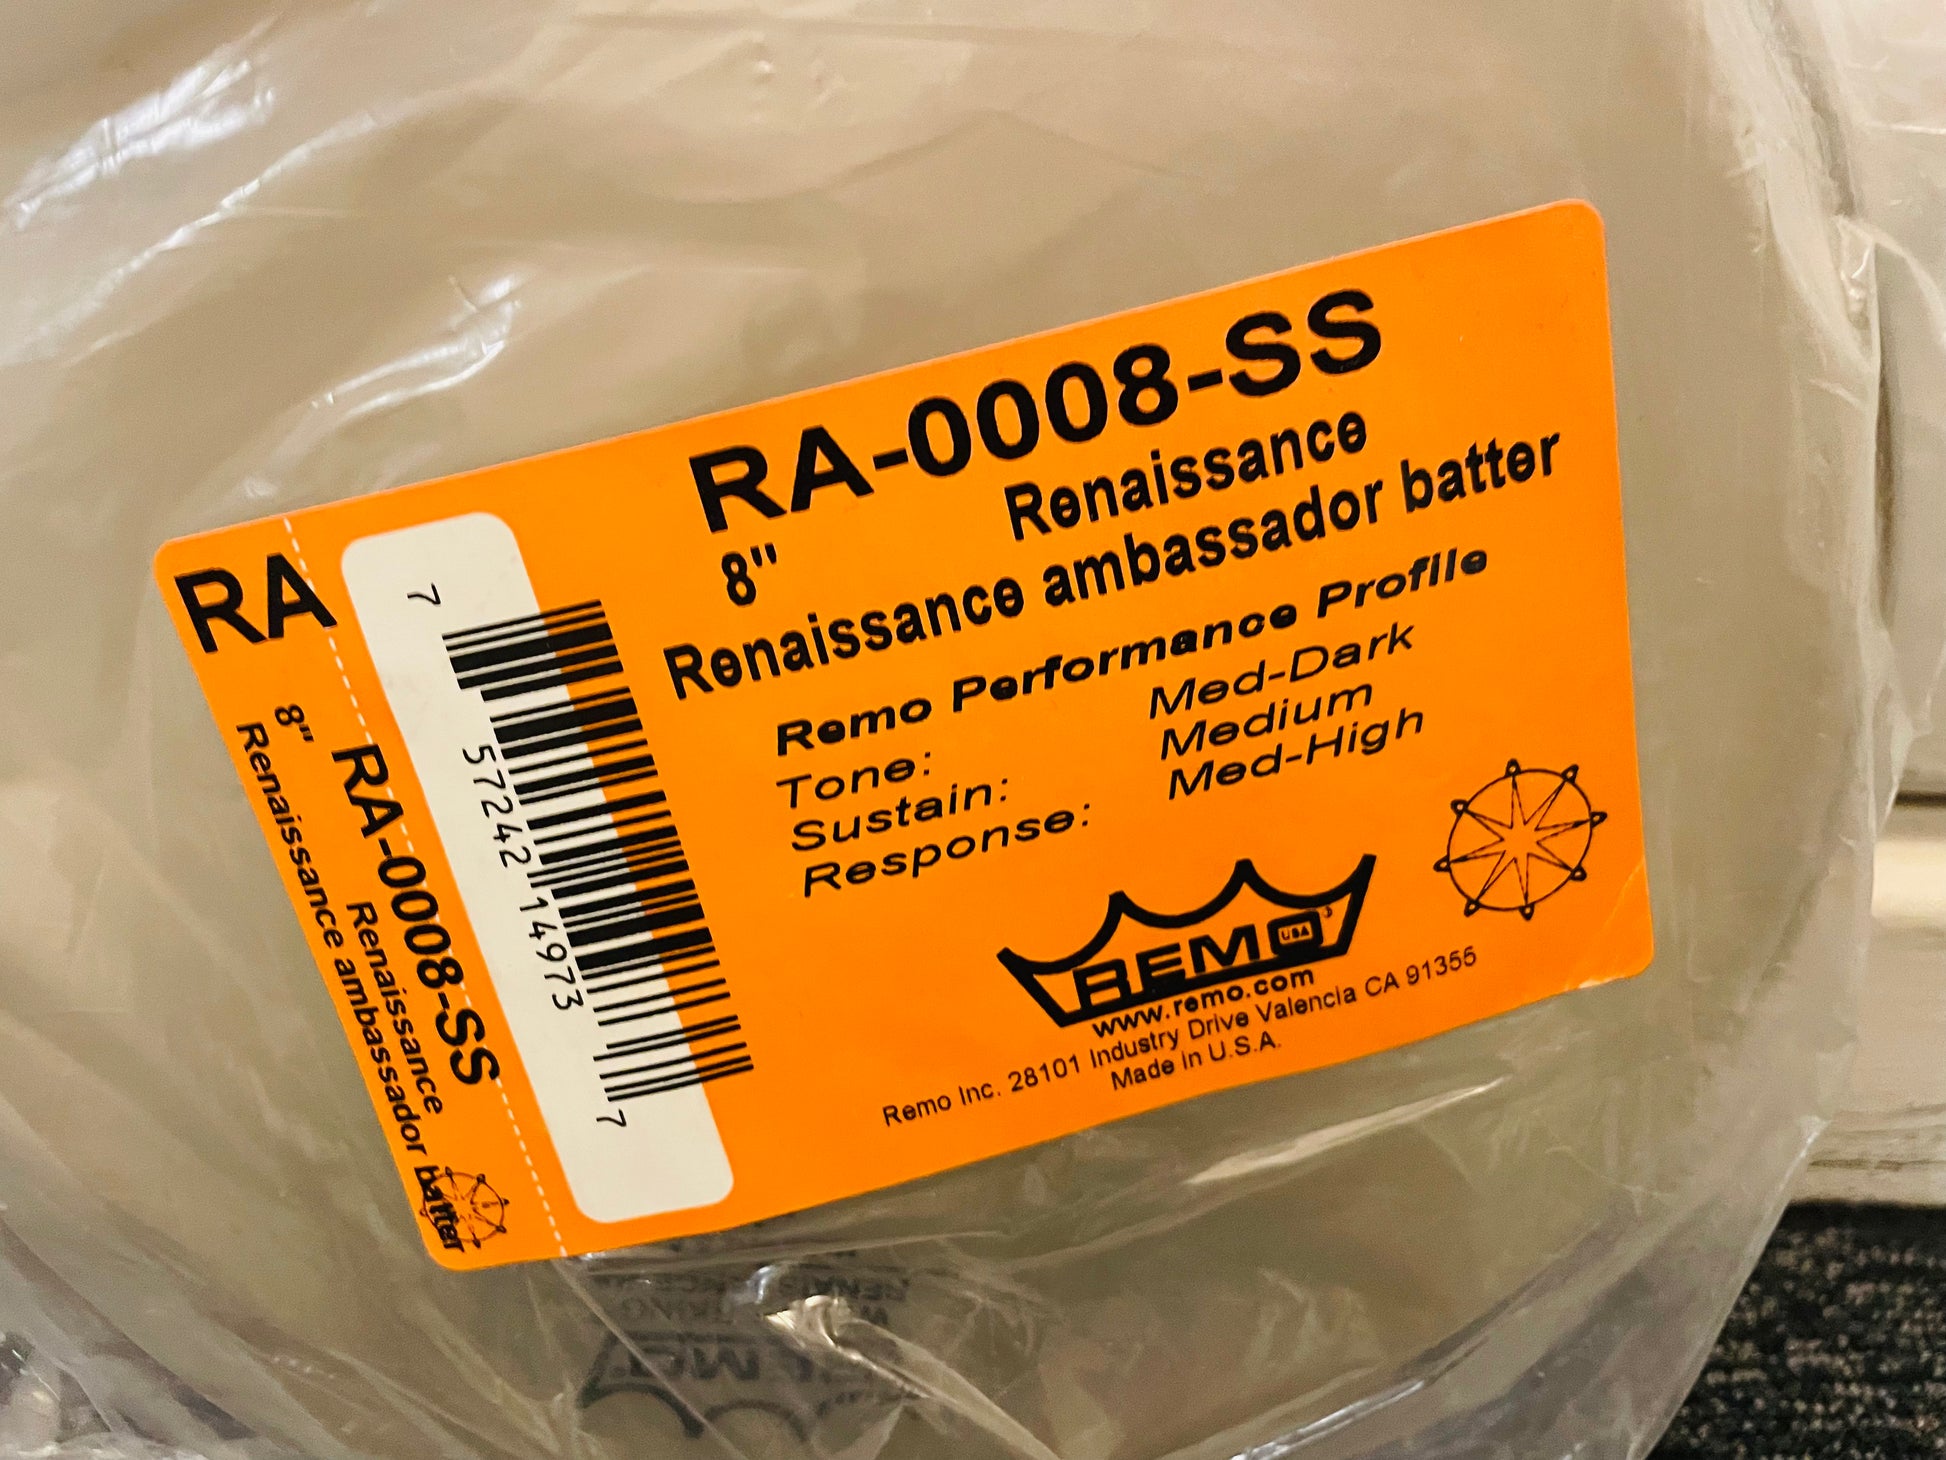 RA-0008-SS
8" Renaissance
Renaissance ambassador batter
Remo Performance Profile
Tone: Med-Dark
Sustain: Medium
Response: Med-High
REMO USA
www.remo.com
Remo Inc. 28101 Industry Drive Valencia CA 91355
Made in U.S.A.
7 57242 14973 7
RA
RA-0008-SS
8" Renaissance
Renaissance ambassador batter